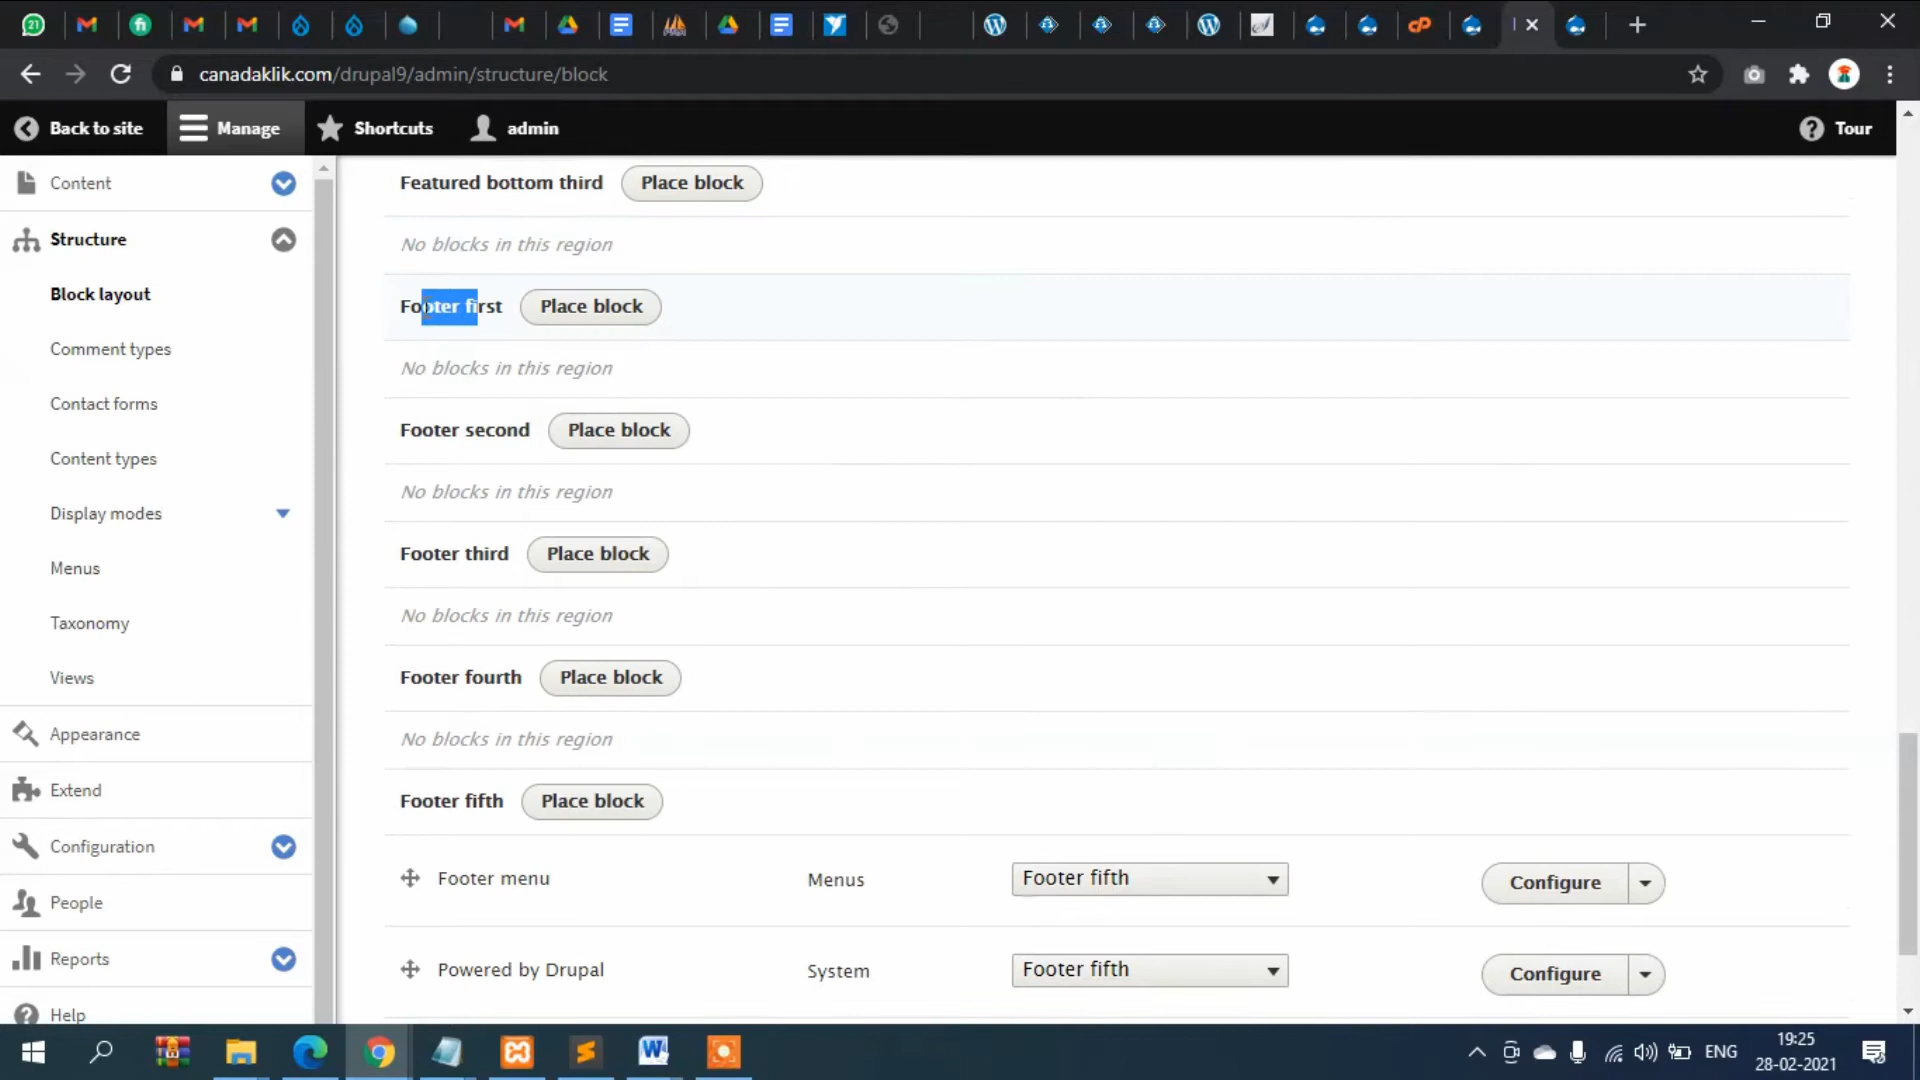 21
canadaklik.com/drupal9/admin/structure/block
Back to site
Manage
Shortcuts
admin
Tour
Content
Structure
Block layout
Comment types
Contact forms
Content types
Display modes
Menus
Taxonomy
Views
Appearance
Extend
Configuration
People
Reports
Help
Featured bottom third Place block
No blocks in this region
Footer first Place block
No blocks in this region
Footer second Place block
No blocks in this region
Footer third Place block
No blocks in this region
Footer fourth Place block
No blocks in this region
Footer fifth Place block
Footer menu Menus Footer fifth Configure
Powered by Drupal System Footer fifth Configure
ENG
19:25
28-02-2021